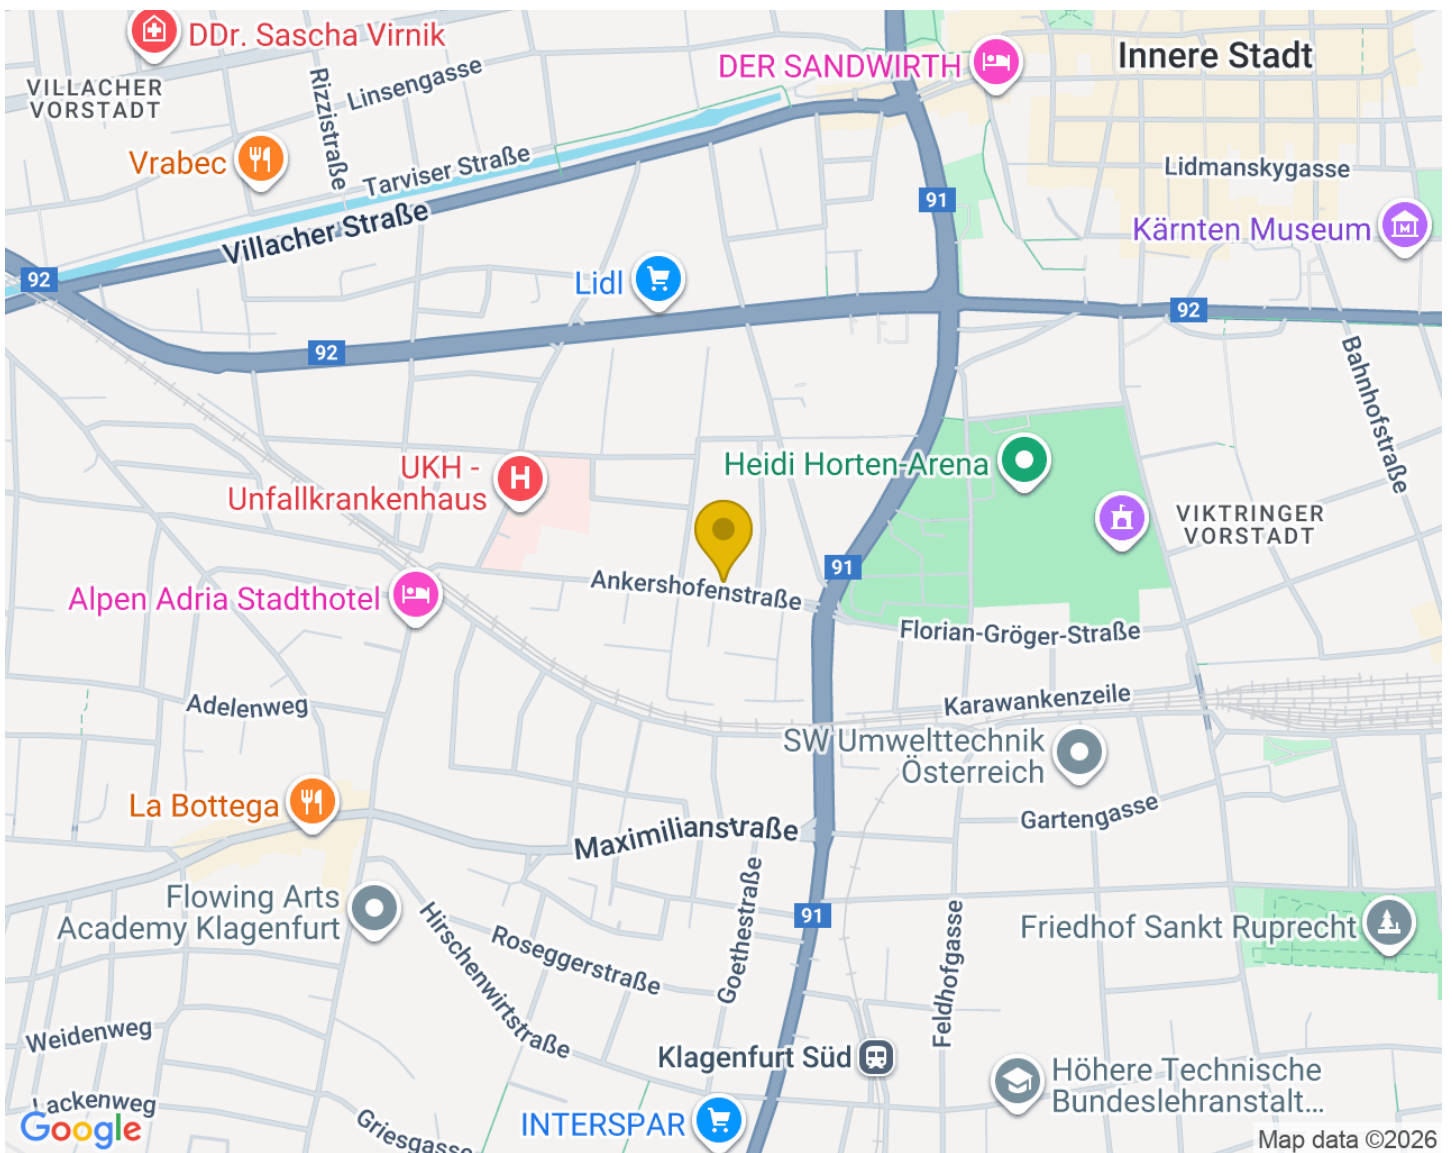 DDr. Sascha Virnik
DER SANDWIRTH
Innere Stadt
VILLACHER
VORSTADT
Rizzistraße
Linsengasse
Vrabec
Tarviser Straße
Lidmanskygasse
91
Villacher Straße
Kärnten Museum
92
Lidl
92
92
Bahnhofstraße
UKH -
Unfallkrankenhaus
H
Heidi Horten-Arena
VIKTRINGER
VORSTADT
91
Alpen Adria Stadthotel
Ankershofenstraße
Florian-Gröger-Straße
Adelenweg
Karawankenzeile
SW Umwelttechnik
Österreich
La Bottega
Maximilianstraße
Gartengasse
Flowing Arts
Academy Klagenfurt
Hirschenwirtstraße
Roseggerstraße
Goethestraße
91
Feldhofgasse
Friedhof Sankt Ruprecht
Weidenweg
Klagenfurt Süd
Höhere Technische
Bundeslehranstalt...
Lackenweg
Google
Griesgasse
INTERSPAR
Map data ©2026